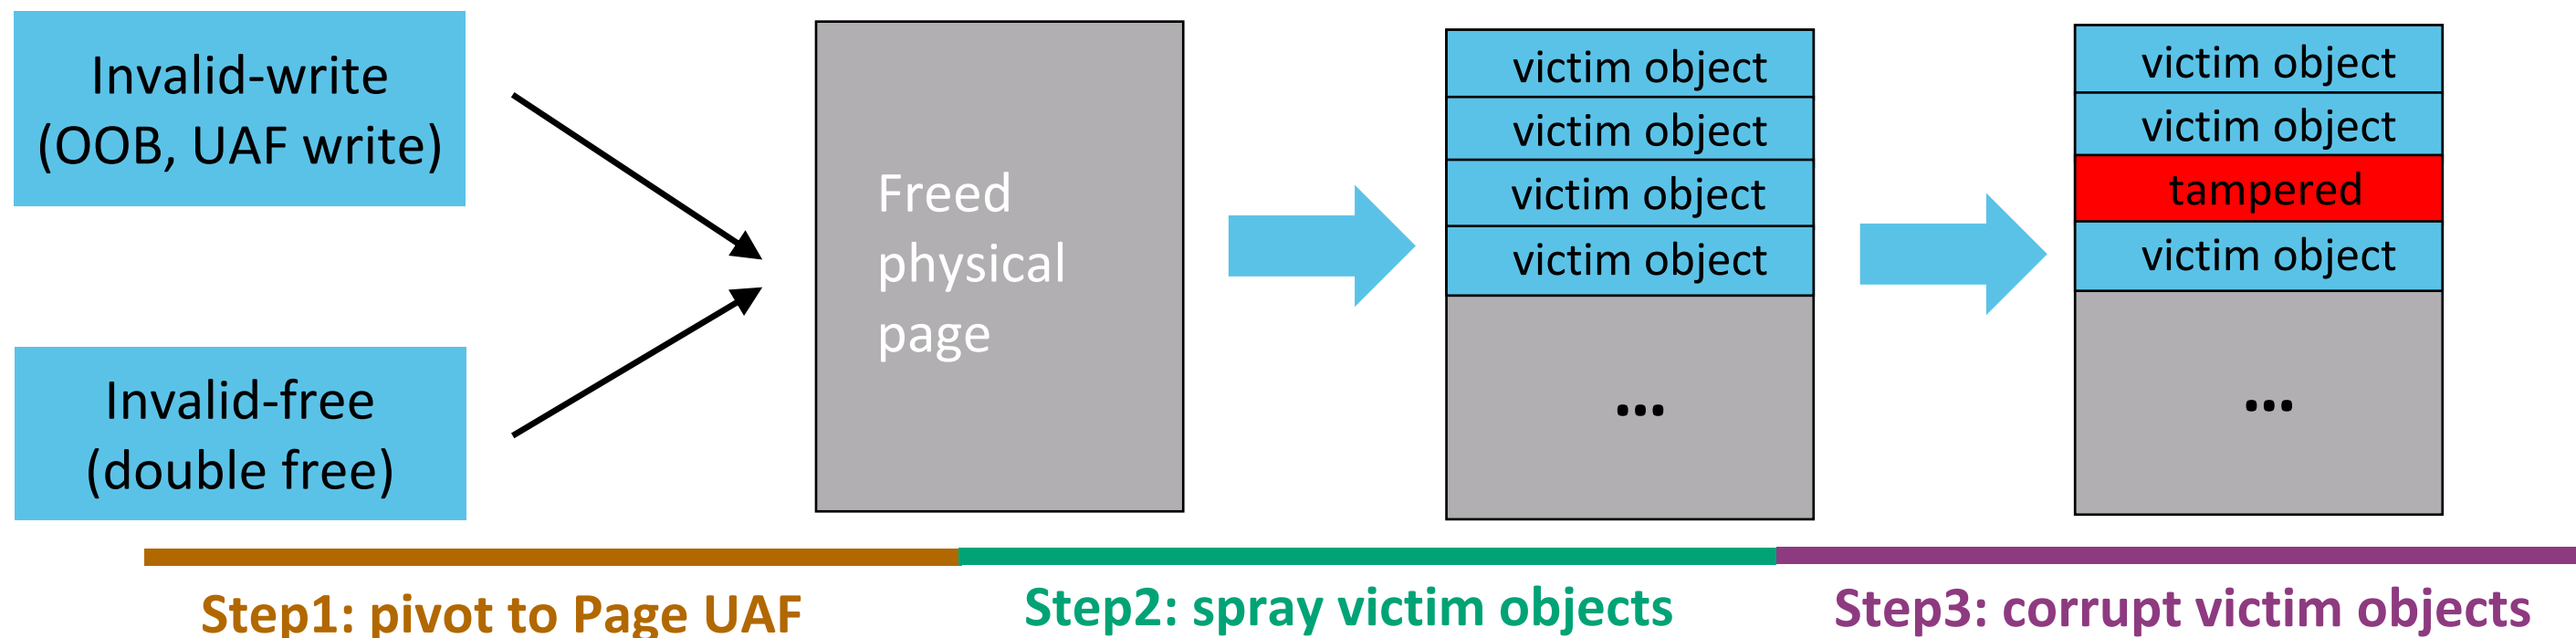 Invalid-write
(OOB, UAF write)
Invalid-free
(double free)
Freed
physical
page
victim object
victim object
victim object
victim object
...
victim object
victim object
tampered
victim object
...
Step1: pivot to Page UAF
Step2: spray victim objects
Step3: corrupt victim objects